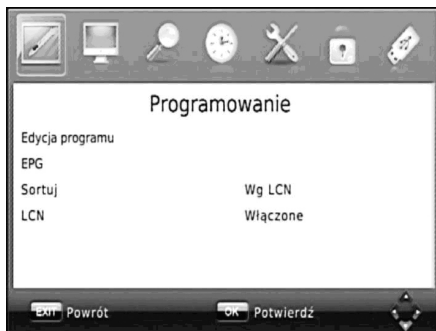 Programowanie
Edycja programu
EPG
Sortuj Wg LCN
LCN Włączone
EXIT Powrót OK Potwierdź